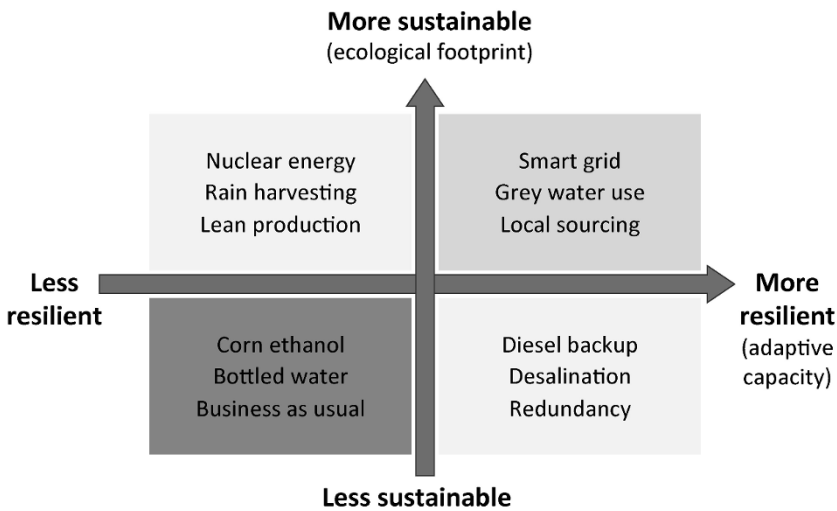 More sustainable
(ecological footprint)
Nuclear energy
Rain harvesting
Lean production
Smart grid
Grey water use
Local sourcing
Less
resilient
More
resilient
(adaptive
capacity)
Corn ethanol
Bottled water
Business as usual
Diesel backup
Desalination
Redundancy
Less sustainable